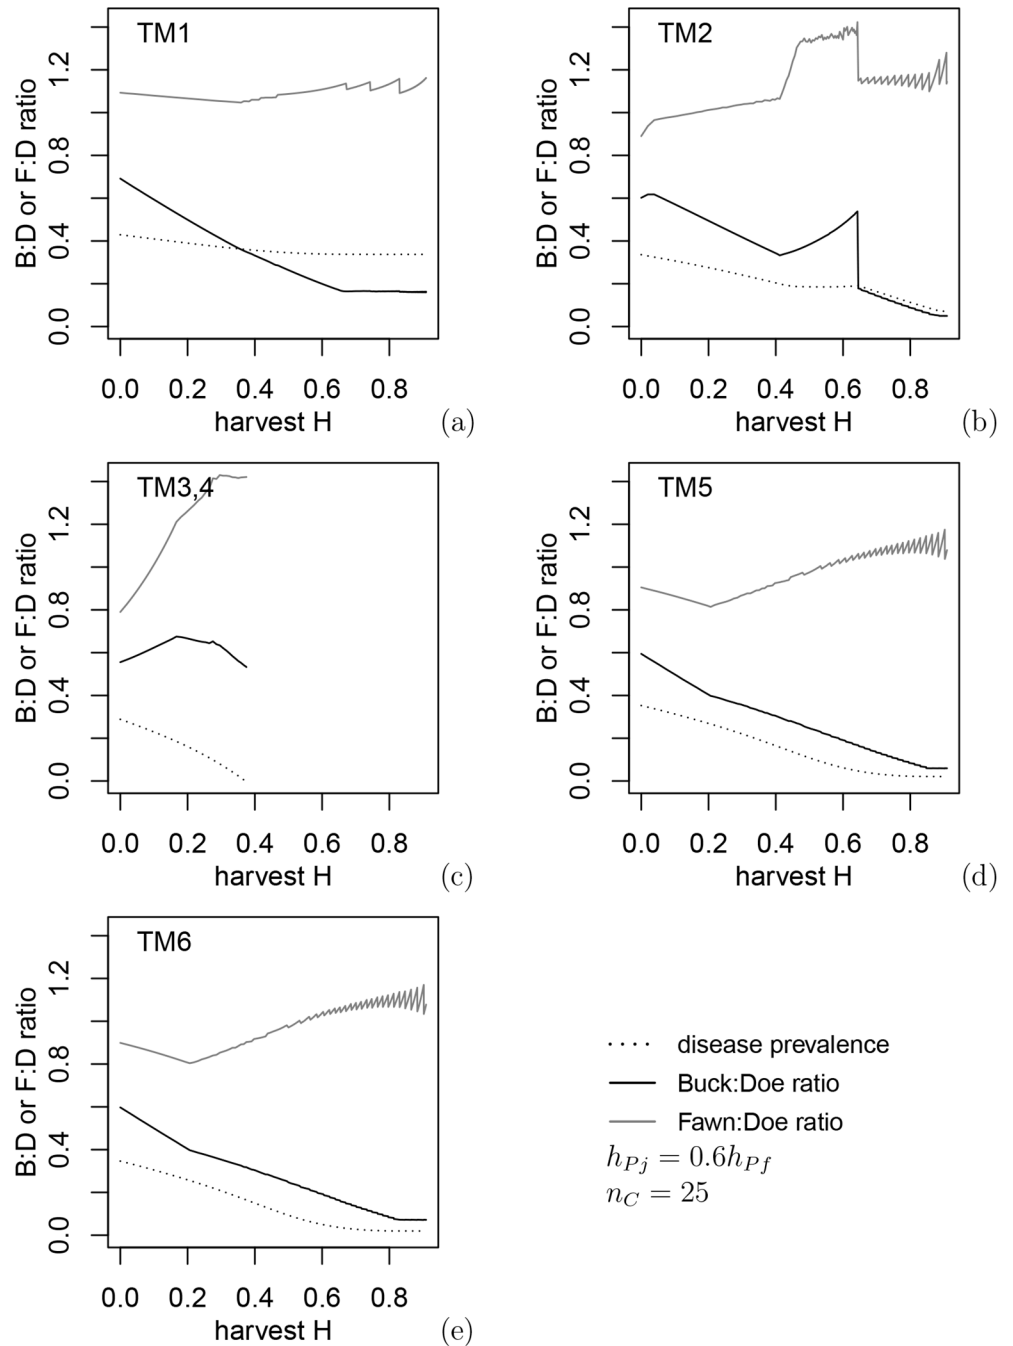 TM1
B:D or F:D ratio
0.0 0.4 0.8 1.2
0.0 0.2 0.4 0.6 0.8
harvest H
(a)
TM2
B:D or F:D ratio
0.0 0.4 0.8 1.2
0.0 0.2 0.4 0.6 0.8
harvest H
(b)
TM3,4
B:D or F:D ratio
0.0 0.4 0.8 1.2
0.0 0.2 0.4 0.6 0.8
harvest H
(c)
TM5
B:D or F:D ratio
0.0 0.4 0.8 1.2
0.0 0.2 0.4 0.6 0.8
harvest H
(d)
TM6
B:D or F:D ratio
0.0 0.4 0.8 1.2
0.0 0.2 0.4 0.6 0.8
harvest H
(e)
disease prevalence
Buck:Doe ratio
Fawn:Doe ratio
h_{Pj} = 0.6h_{Pf}
n_C = 25